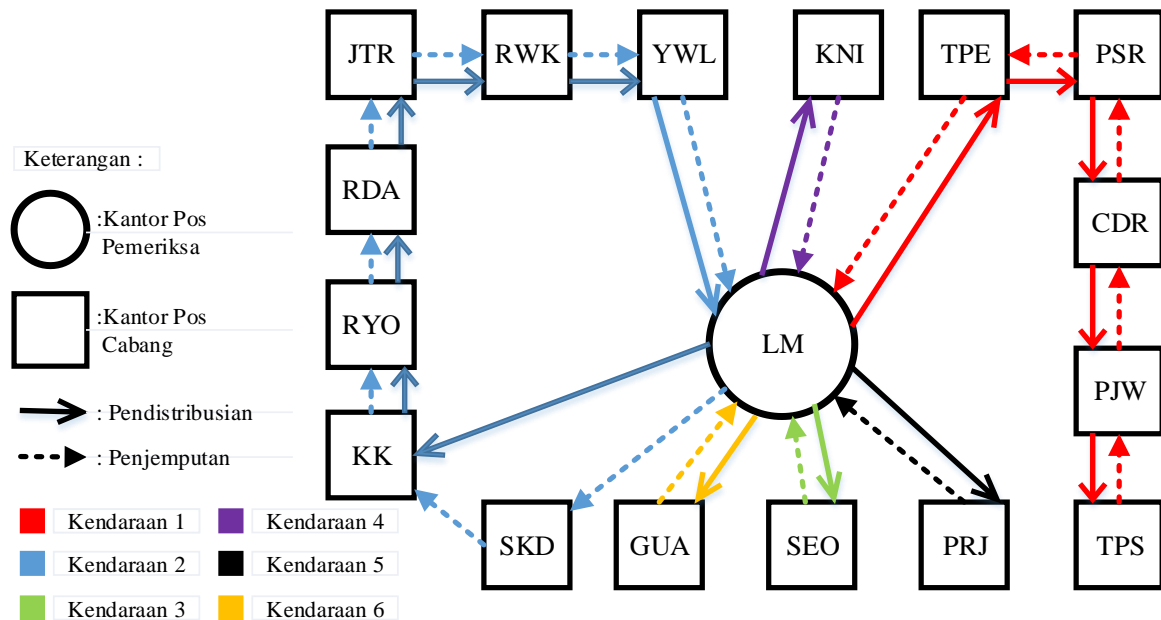 JTR
RWK
YWL
KNI
TPE
PSR
Keterangan :
RDA
CDR
:Kantor Pos
Pemeriksa
RYO
LM
:Kantor Pos
Cabang
PJW
: Pendistribusian
KK
: Penjemputan
Kendaraan 1
Kendaraan 4
SKD
GUA
SEO
PRJ
TPS
Kendaraan 2
Kendaraan 5
Kendaraan 3
Kendaraan 6